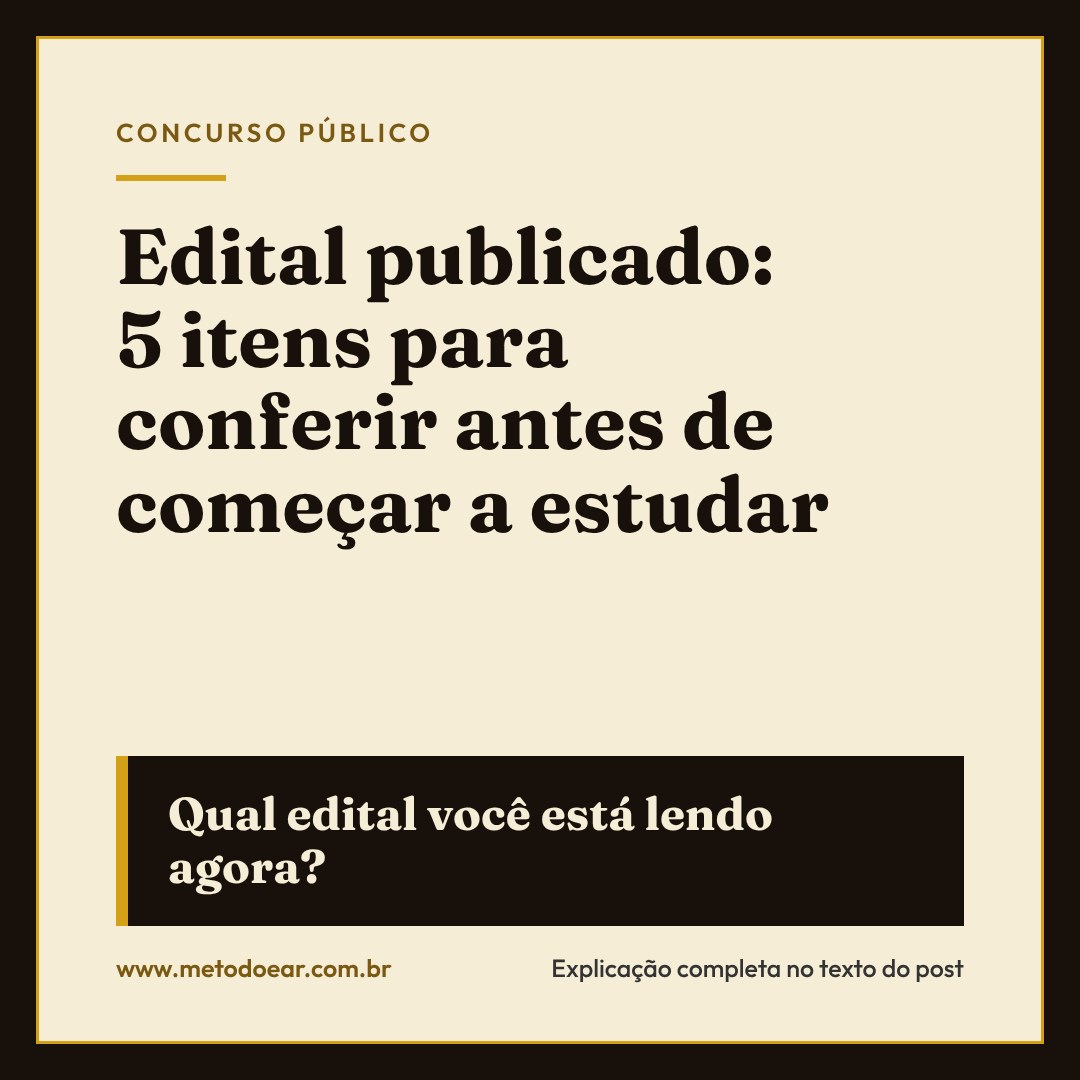 CONCURSO PÚBLICO
Edital publicado:
5 itens para
conferir antes de
começar a estudar
Qual edital você está lendo
agora?
www.metodoear.com.br
Explicação completa no texto do post